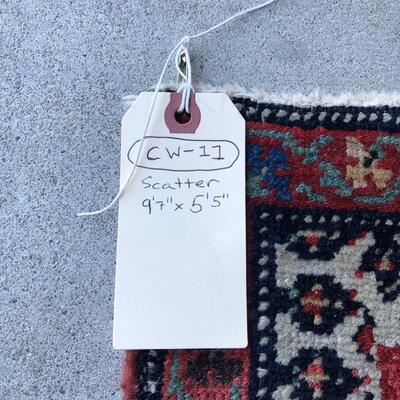 CW-11
Scatter
9'7" x 5'5"